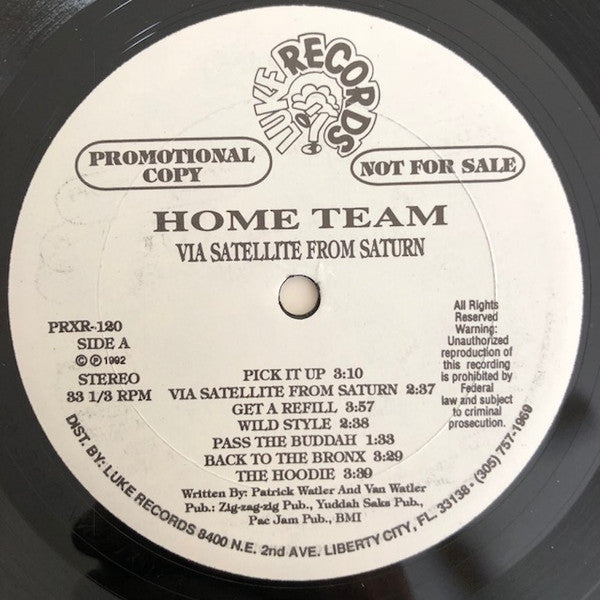 LUKE RECORDS
PROMOTIONAL
COPY
NOT FOR SALE
HOME TEAM
VIA SATELLITE FROM SATURN
PRXR-120
SIDE A
© ℗ 1992
STEREO
33 1/3 RPM
All Rights
Reserved
Warning:
Unauthorized
reproduction of
this recording
is prohibited by
Federal
law and subject
to criminal
prosecution.
PICK IT UP 3:10
VIA SATELLITE FROM SATURN 2:37
GET A REFILL 3:57
WILD STYLE 2:38
PASS THE BUDDAH 1:33
BACK TO THE BRONX 3:29
THE HOODIE 3:39
Written By: Patrick Watler And Van Watler
Pub.: Zig-zag-zig Pub., Yuddah Saks Pub.,
Pac Jam Pub., BMI
DIST. BY: LUKE RECORDS 8400 N.E. 2nd AVE. LIBERTY CITY, FL 33138 - (305) 757-1969